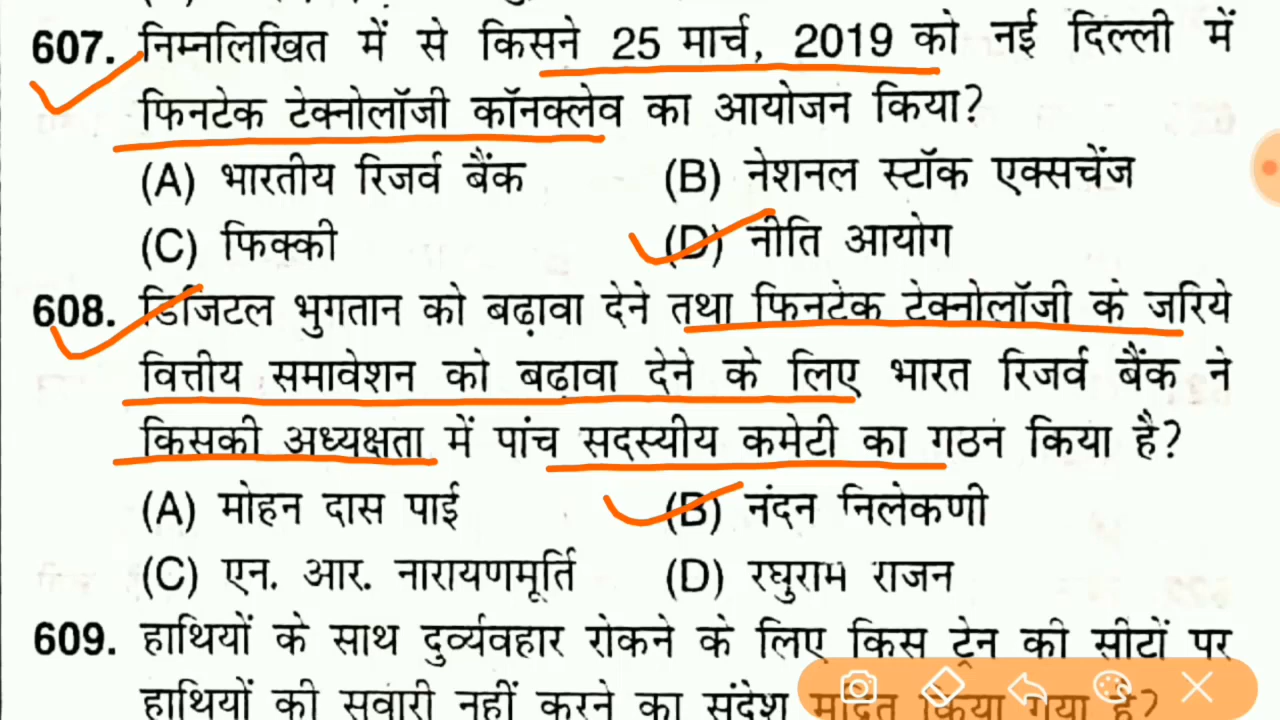 607. निम्नलिखित में से किसने 25 मार्च, 2019 को नई दिल्ली में
फिनटेक टेक्नोलॉजी कॉनक्लेव का आयोजन किया?
(A) भारतीय रिजर्व बैंक (B) नेशनल स्टॉक एक्सचेंज
(C) फिक्की (D) नीति आयोग
608. डिजिटल भुगतान को बढ़ावा देने तथा फिनटेक टेक्नोलॉजी के जरिये
वित्तीय समावेशन को बढ़ावा देने के लिए भारत रिजर्व बैंक ने
किसकी अध्यक्षता में पांच सदस्यीय कमेटी का गठन किया है?
(A) मोहन दास पाई (B) नंदन निलेकणी
(C) एन. आर. नारायणमूर्ति (D) रघुराम राजन
609. हाथियों के साथ दुर्व्यवहार रोकने के लिए किस ट्रेन की सीटों पर
हाथियों की सवारी नहीं करने का संदेश मुद्रित किया गया है?